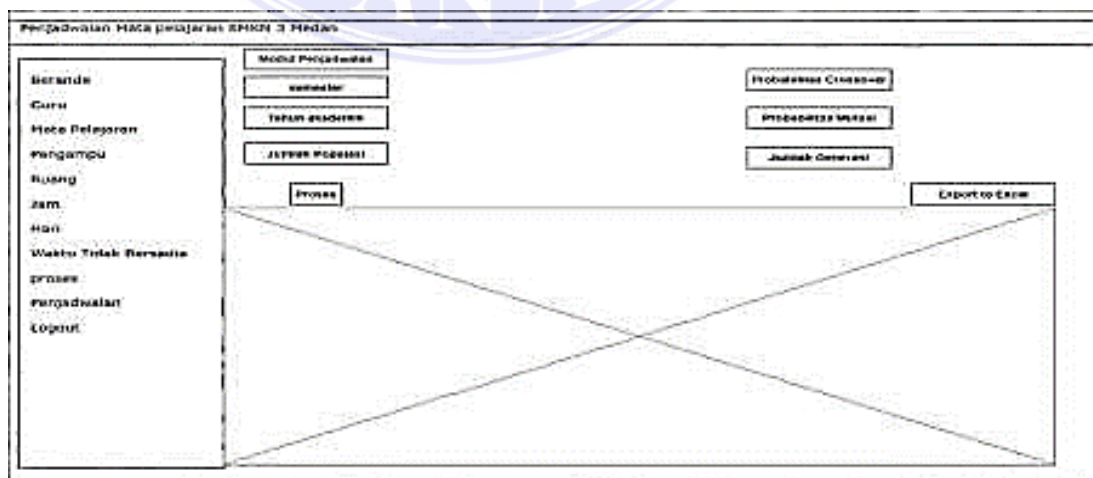 Penjadwalan Mata pelajaran SMKN 3 Medan
Beranda
Guru
Mata Pelajaran
Pengampu
Ruang
Jam
Hari
Waktu Tidak Bersedia
proses
Penjadwalan
Logout
Modul Penjadwalan
semester
Tahun akademik
Jumlah Populasi
Probabilitas Crossover
Probabilitas Mutasi
Jumlah Generasi
Proses
Export to Excel